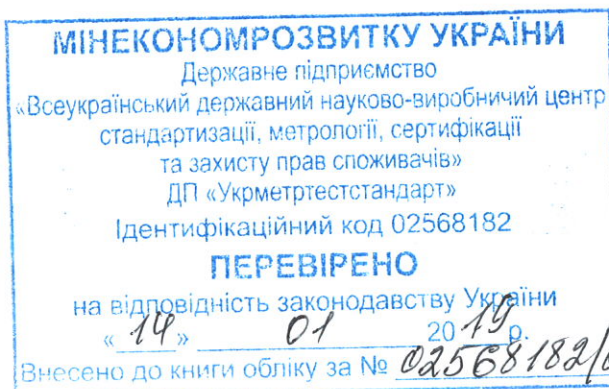 МІНЕКОНОМРОЗВИТКУ УКРАЇНИ
Державне підприємство
«Всеукраїнський державний науково-виробничий центр
стандартизації, метрології, сертифікації
та захисту прав споживачів»
ДП «Укрметртестстандарт»
Ідентифікаційний код 02568182
ПЕРЕВІРЕНО
на відповідність законодавству України
«14» 01 2019 р.
Внесено до книги обліку за № 02568182/